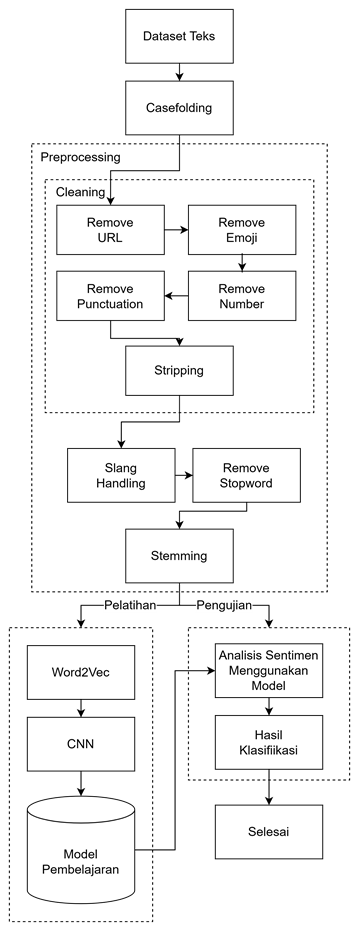 Dataset Teks
Casefolding
Preprocessing
Cleaning
Remove
URL
Remove
Emoji
Remove
Punctuation
Remove
Number
Stripping
Slang
Handling
Remove
Stopword
Stemming
Pelatihan
Pengujian
Word2Vec
CNN
Model
Pembelajaran
Analisis Sentimen
Menggunakan
Model
Hasil
Klasifiikasi
Selesai